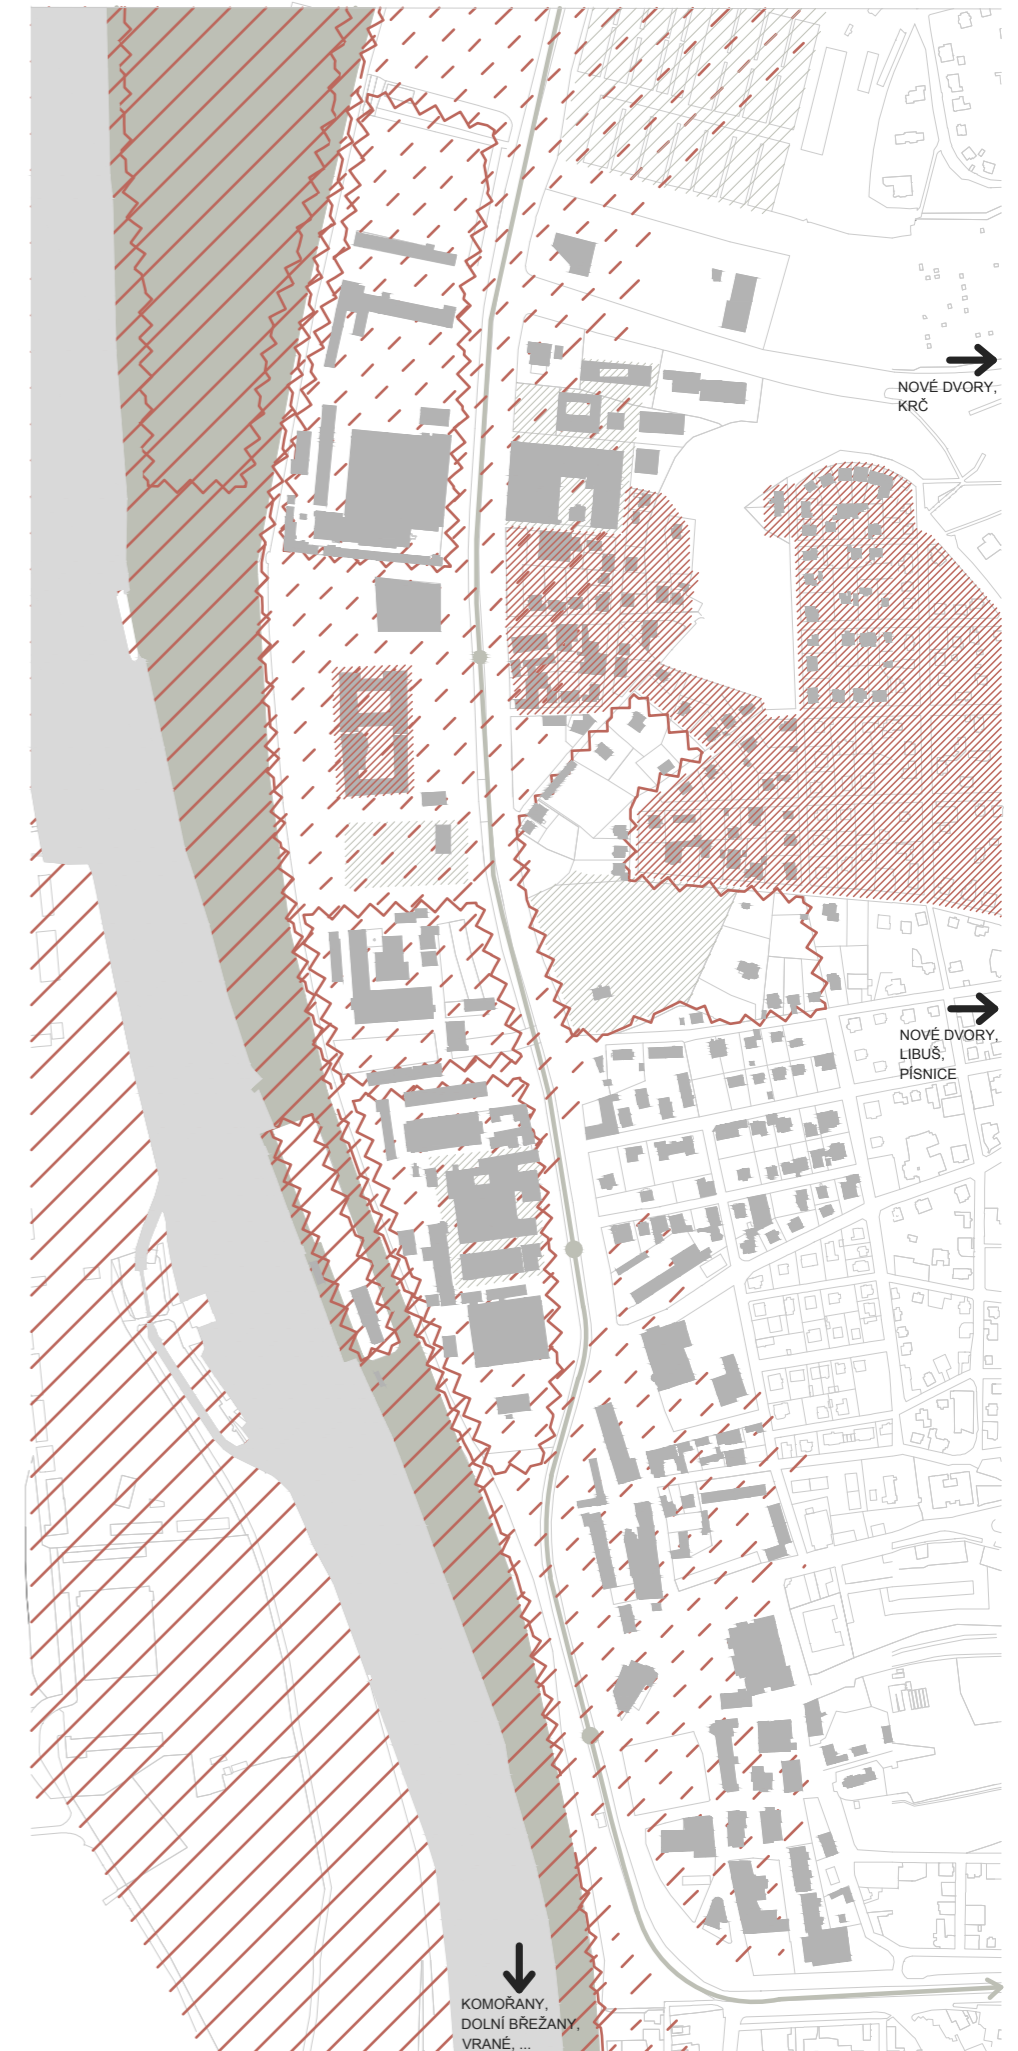 NOVÉ DVORY,
KRČ
NOVÉ DVORY,
LIBUŠ,
PÍSNICE
KOMOŘANY,
DOLNÍ BŘEŽANY,
VRANÉ, ...